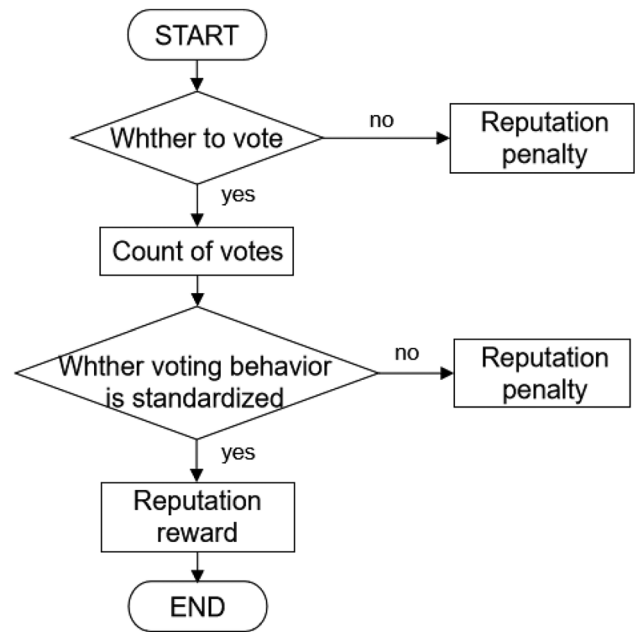 START
Whther to vote
no
Reputation
penalty
yes
Count of votes
Whther voting behavior
is standardized
no
Reputation
penalty
yes
Reputation
reward
END